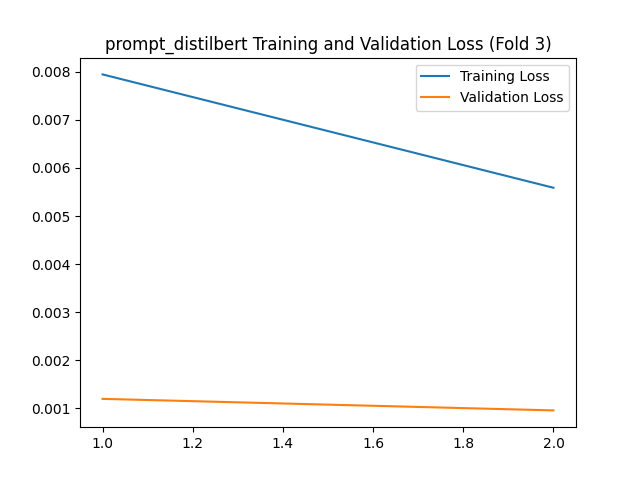 prompt_distilbert Training and Validation Loss (Fold 3)
Training Loss
Validation Loss
0.008
0.007
0.006
0.005
0.004
0.003
0.002
0.001
1.0 1.2 1.4 1.6 1.8 2.0